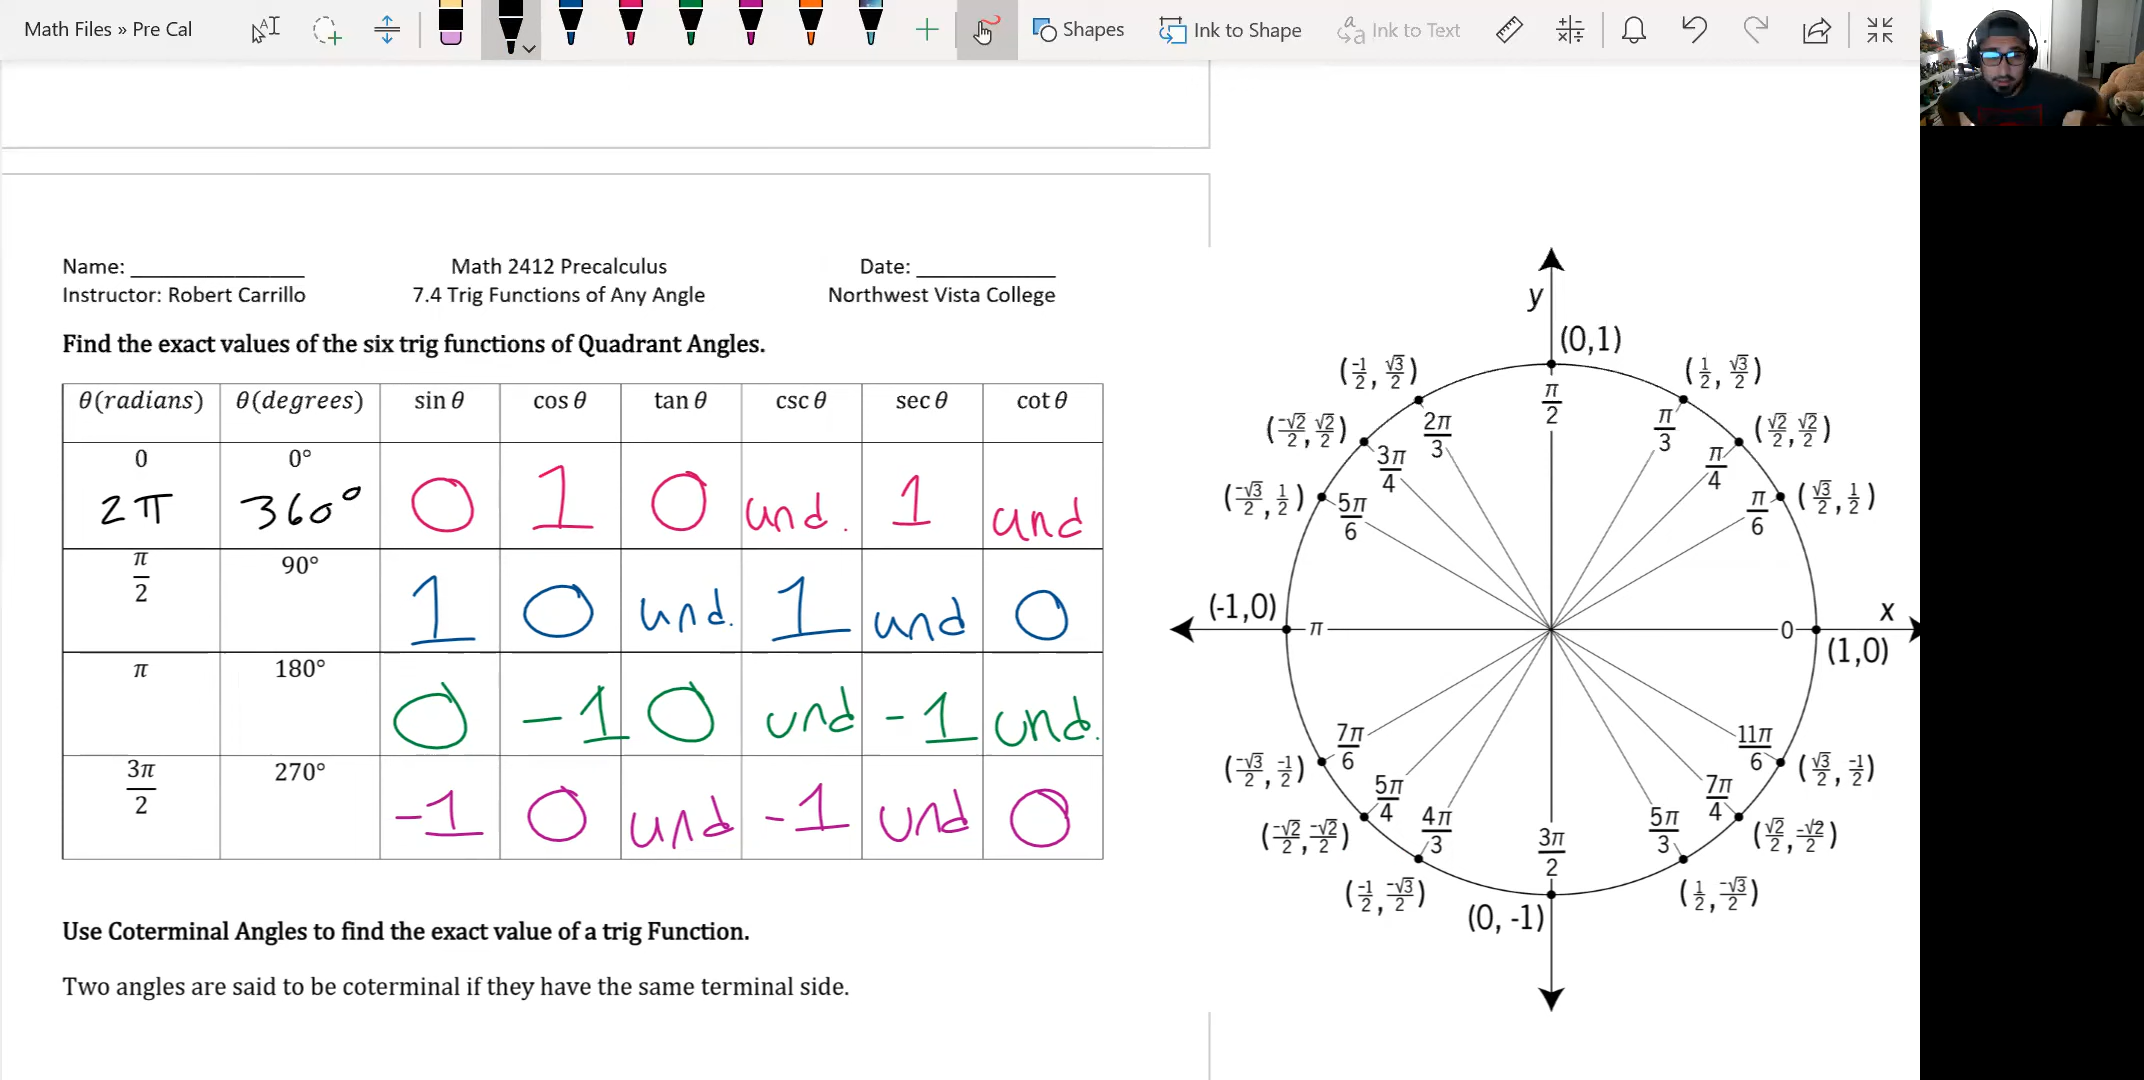 Math Files » Pre Cal
Shapes
Ink to Shape
Ink to Text
Name: _______________ Math 2412 Precalculus Date: ____________
Instructor: Robert Carrillo 7.4 Trig Functions of Any Angle Northwest Vista College
Find the exact values of the six trig functions of Quadrant Angles.
θ(radians) θ(degrees) sin θ cos θ tan θ csc θ sec θ cot θ
0 0°
2π 360° 0 1 0 und. 1 und
π/2 90° 1 0 und. 1 und 0
π 180° 0 -1 0 und -1 und.
3π/2 270° -1 0 und -1 und 0
Use Coterminal Angles to find the exact value of a trig Function.
Two angles are said to be coterminal if they have the same terminal side.
y
(0,1)
(-1/2, √3/2) (1/2, √3/2)
π/2
2π/3 π/3
(-√2/2, √2/2) (√2/2, √2/2)
3π/4 π/4
(-√3/2, 1/2) 5π/6 π/6 (√3/2, 1/2)
(-1,0) π 0 x
(1,0)
7π/6 11π/6
(-√3/2, -1/2) (√3/2, -1/2)
5π/4 7π/4
(-√2/2, -√2/2) 4π/3 3π/2 5π/3 (√2/2, -√2/2)
(-1/2, -√3/2) (1/2, -√3/2)
(0, -1)